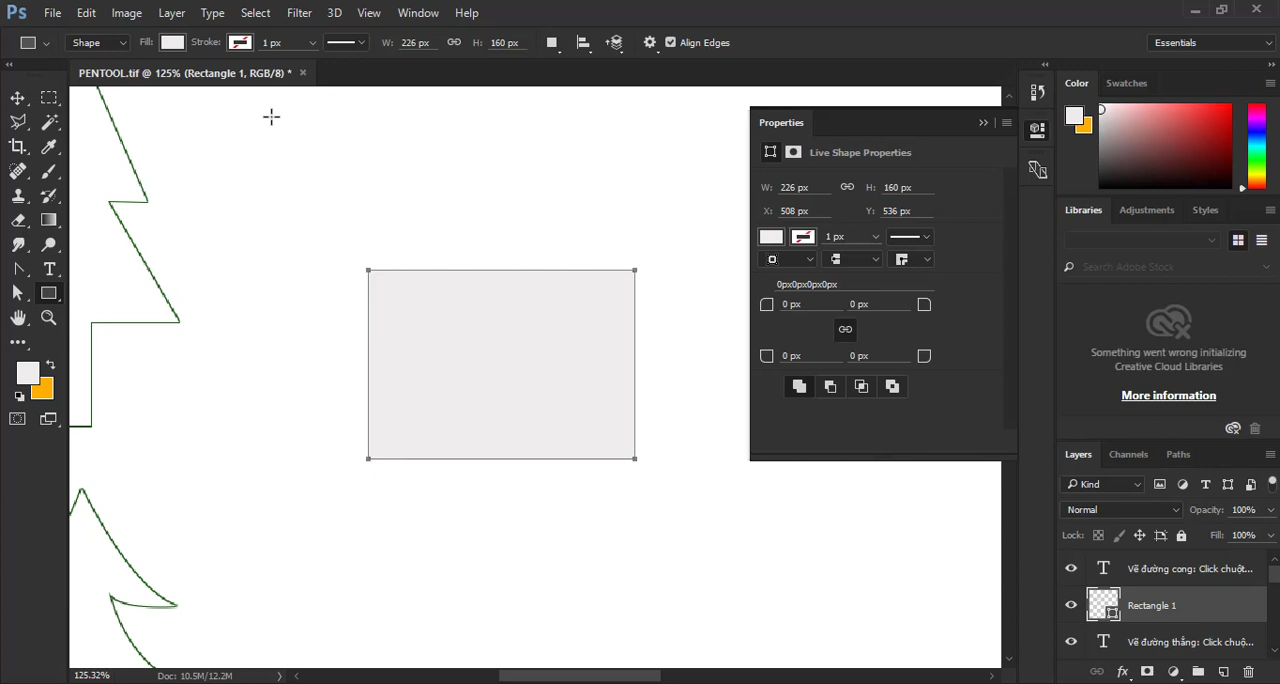 Ps File Edit Image Layer Type Select Filter 3D View Window Help
Shape Fill: Stroke: 1 px W: 226 px H: 160 px Align Edges Essentials
PENTOOL.tif @ 125% (Rectangle 1, RGB/8) * ×
Properties
Live Shape Properties
W: 226 px H: 160 px
X: 508 px Y: 536 px
1 px
0px0px0px0px
0 px 0 px
0 px 0 px
Color Swatches
Libraries Adjustments Styles
Search Adobe Stock
Something went wrong initializing
Creative Cloud Libraries
More information
Layers Channels Paths
Kind
Normal Opacity: 100%
Lock: Fill: 100%
Vẽ đường cong: Click chuột...
Rectangle 1
Vẽ đường thẳng: Click chuộ...
125.32% Doc: 10.5M/12.2M